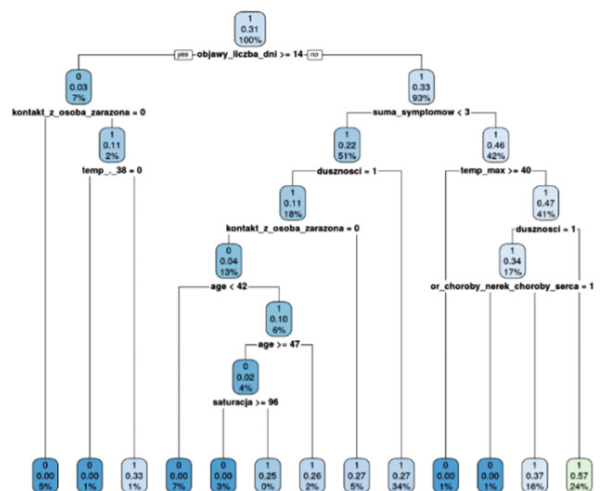 1
0.31
100%
yes objawy_liczba_dni >= 14 no
0
0.03
7%
1
0.33
93%
kontakt_z_osoba_zarazona = 0
suma_symptomow < 3
1
0.11
2%
1
0.22
51%
1
0.46
42%
temp_._38 = 0
dusznosci = 1
temp_max >= 40
1
0.11
18%
1
0.47
41%
kontakt_z_osoba_zarazona = 0
dusznosci = 1
0
0.04
13%
1
0.34
17%
age < 42
or_choroby_nerek_choroby_serca = 1
1
0.10
6%
age >= 47
0
0.02
4%
saturacja >= 96
0 0 1 0 0 1 1 1 1 0 0 1 1
0.00 0.00 0.33 0.00 0.00 0.25 0.26 0.27 0.27 0.00 0.00 0.37 0.57
5% 1% 1% 7% 3% 0% 2% 5% 34% 1% 1% 16% 24%